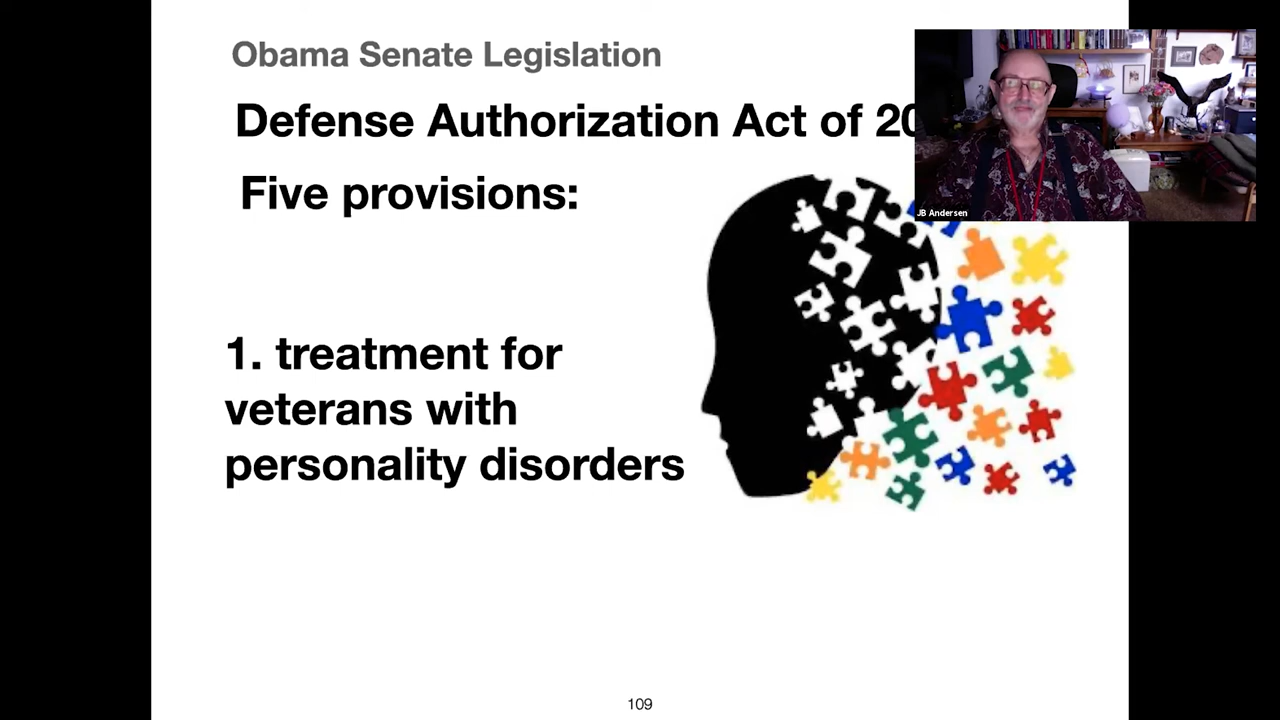 Obama Senate Legislation
Defense Authorization Act of 20
Five provisions:
1. treatment for
veterans with
personality disorders
JB Andersen
109